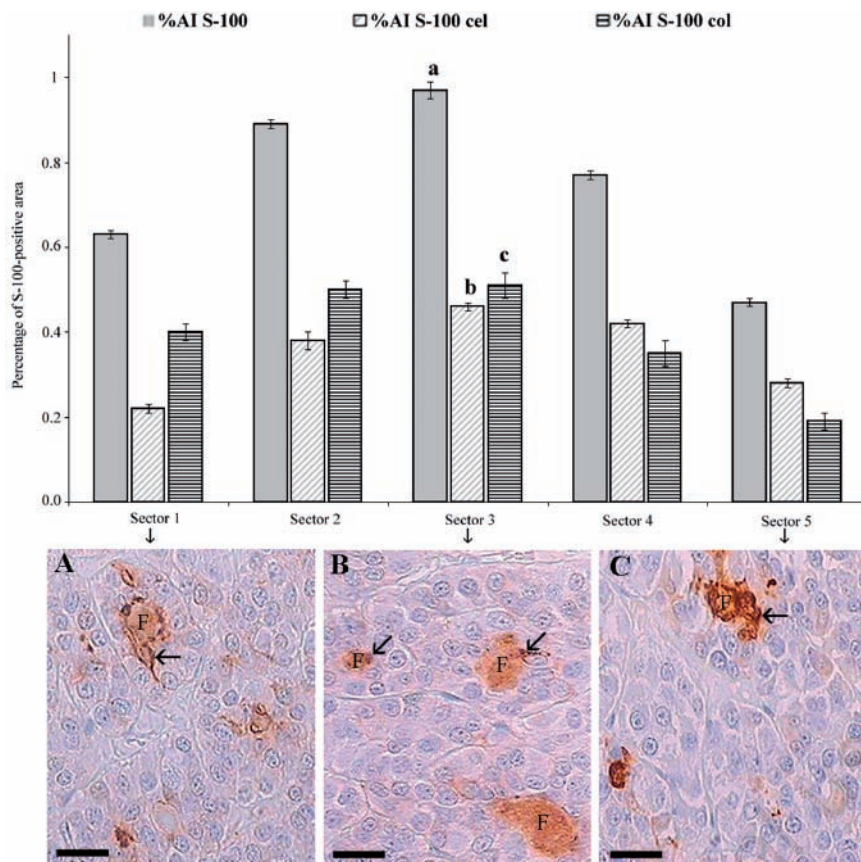 %AI S-100 %AI S-100 cel %AI S-100 col
Percentage of S-100-positive area
1
0.8
0.6
0.4
0.2
0.0
a
b
c
Sector 1 Sector 2 Sector 3 Sector 4 Sector 5
↓ ↓ ↓
A B C
F F F F F